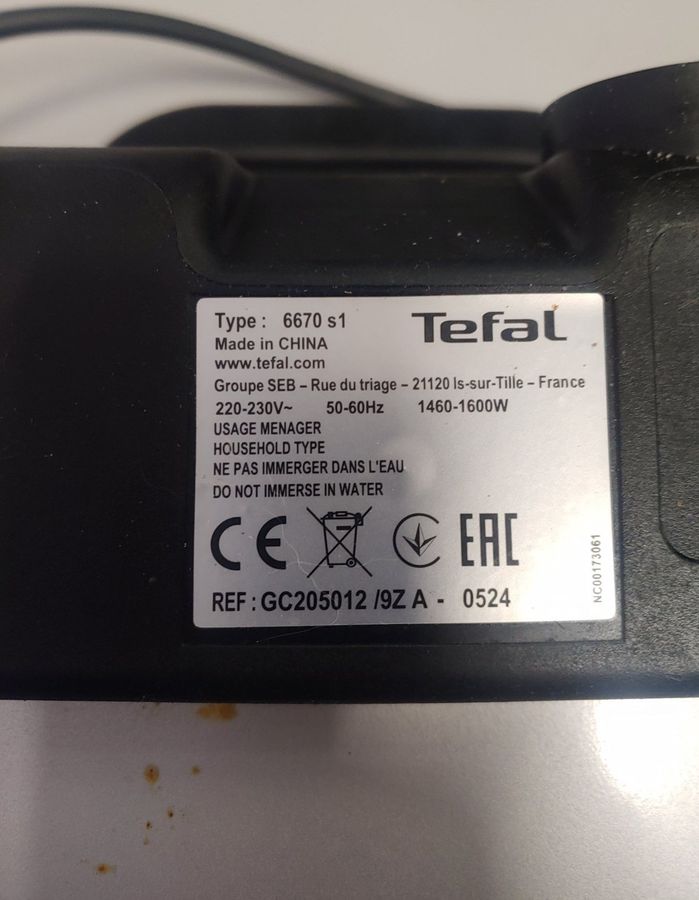 Type : 6670 s1
Tefal
Made in CHINA
www.tefal.com
Groupe SEB – Rue du triage – 21120 Is-sur-Tille – France
220-230V~ 50-60Hz 1460-1600W
USAGE MENAGER
HOUSEHOLD TYPE
NE PAS IMMERGER DANS L'EAU
DO NOT IMMERSE IN WATER
CE EAC
REF : GC205012 /9Z A - 0524
NC00173061